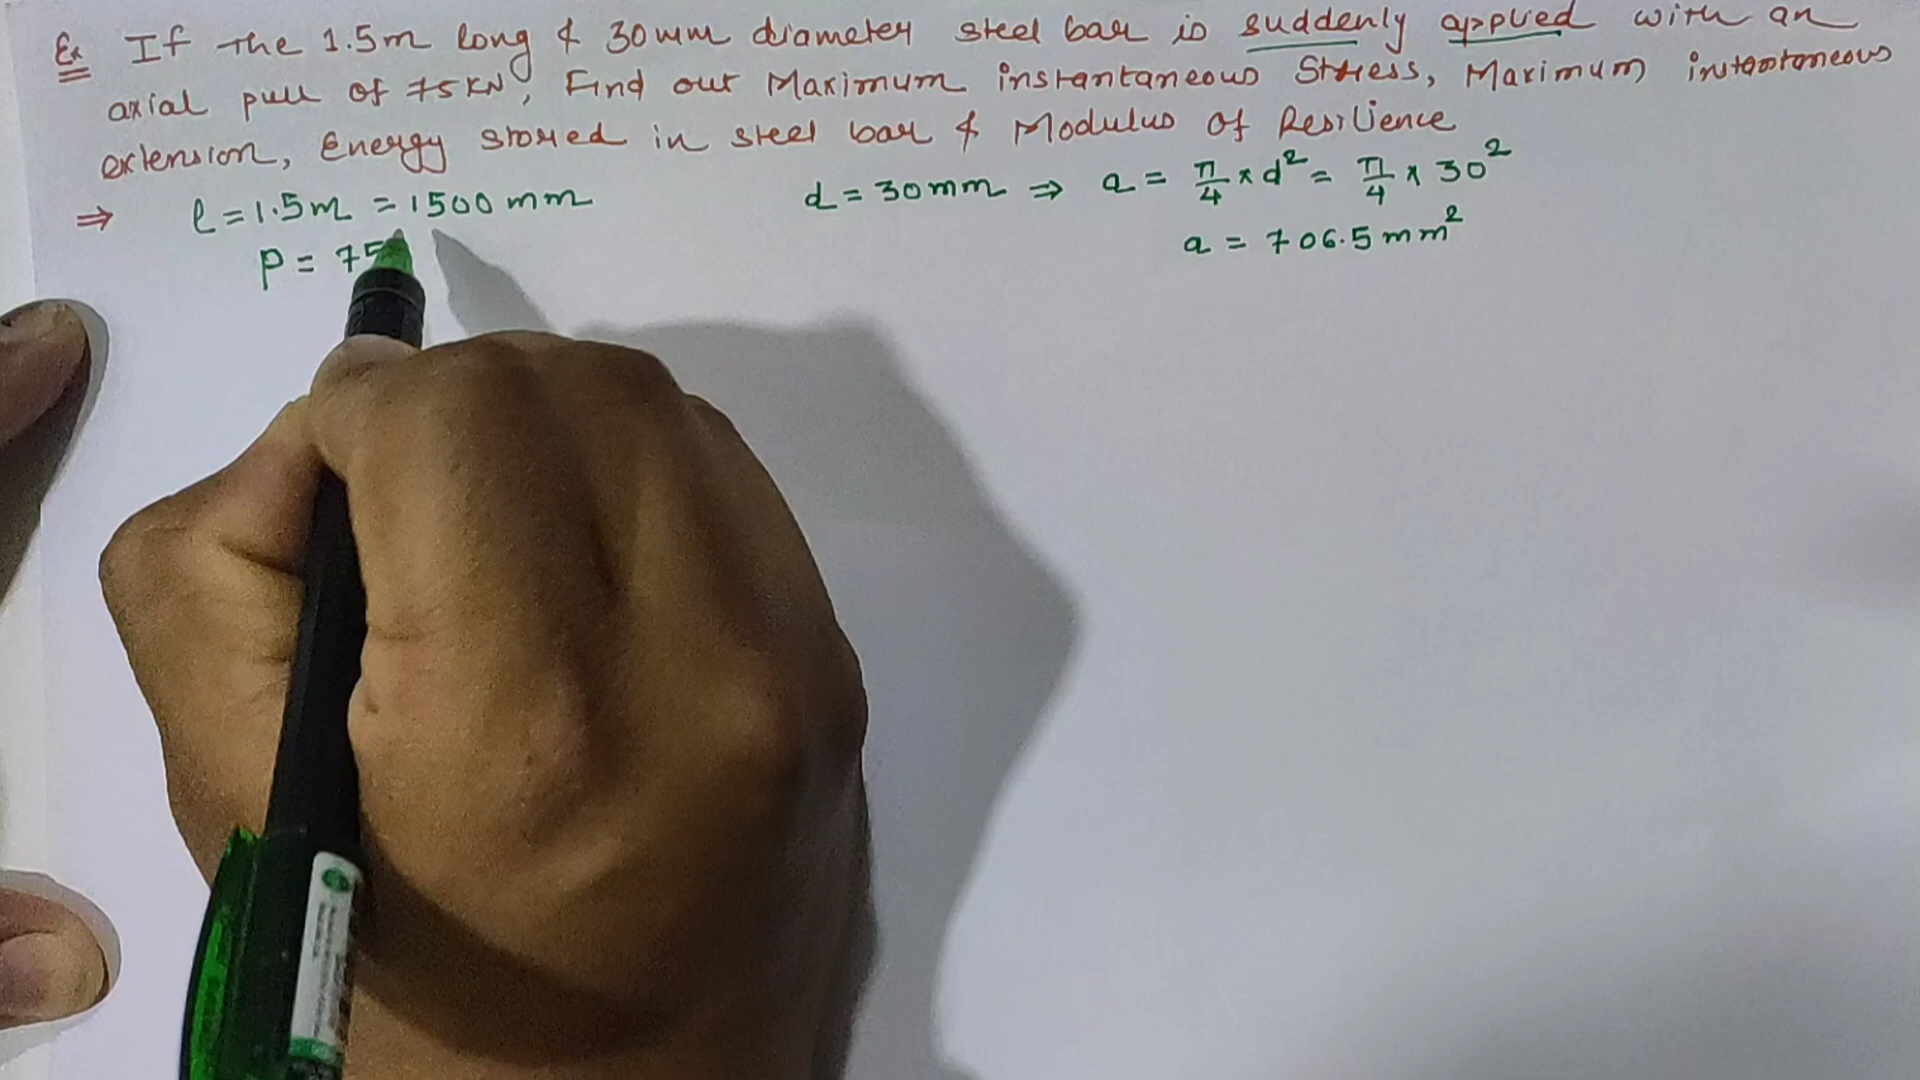 Ex If the 1.5m long & 30mm diameter steel bar is suddenly applied with an
axial pull of 75KN, Find out Maximum instantaneous Stress, Maximum instantaneous
extension, Energy stored in steel bar & Modulus of Resilience
⇒ l = 1.5m = 1500 mm d = 30mm ⇒ a = π/4 × d² = π/4 × 30²
P = 75 a = 706.5 mm²